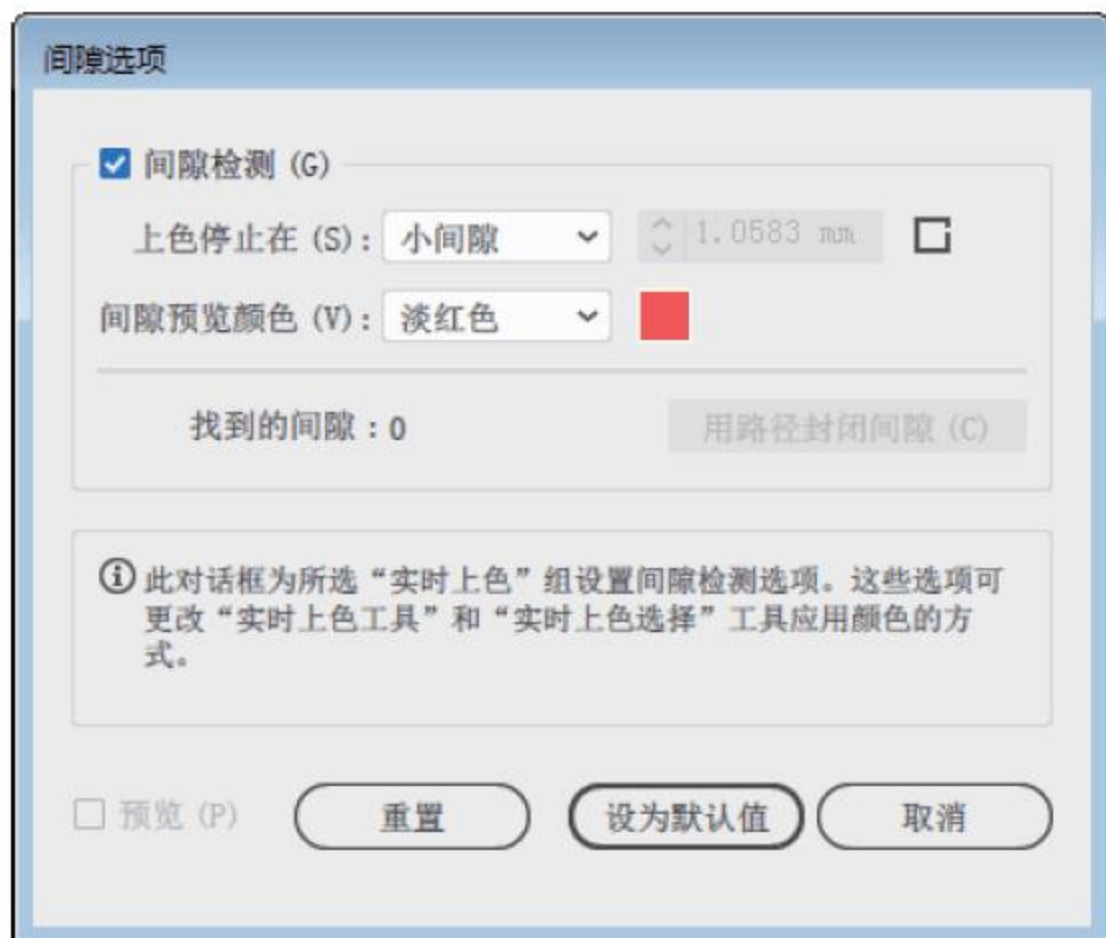 间隙选项
间隙检测 (G)
上色停止在 (S): 小间隙 1.0583 mm
间隙预览颜色 (V): 淡红色
找到的间隙:0 用路径封闭间隙 (C)
此对话框为所选“实时上色”组设置间隙检测选项。这些选项可
更改“实时上色工具”和“实时上色选择”工具应用颜色的方
式。
预览 (P) 重置 设为默认值 取消